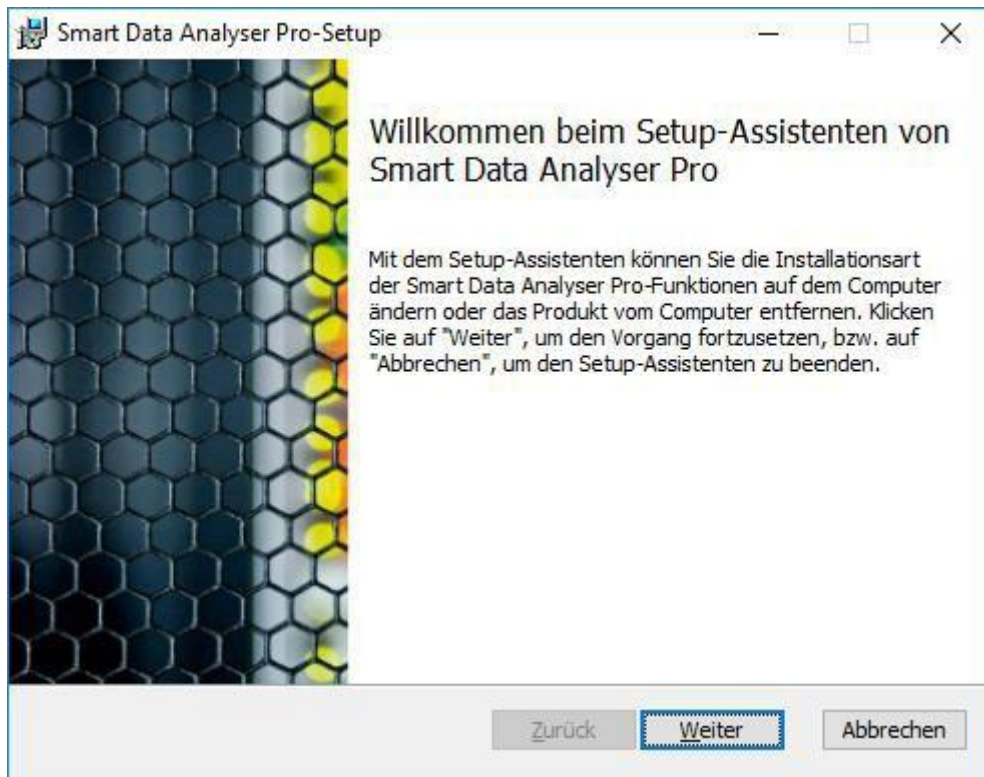 Smart Data Analyser Pro-Setup
Willkommen beim Setup-Assistenten von
Smart Data Analyser Pro
Mit dem Setup-Assistenten können Sie die Installationsart
der Smart Data Analyser Pro-Funktionen auf dem Computer
ändern oder das Produkt vom Computer entfernen. Klicken
Sie auf "Weiter", um den Vorgang fortzusetzen, bzw. auf
"Abbrechen", um den Setup-Assistenten zu beenden.
Zurück Weiter Abbrechen